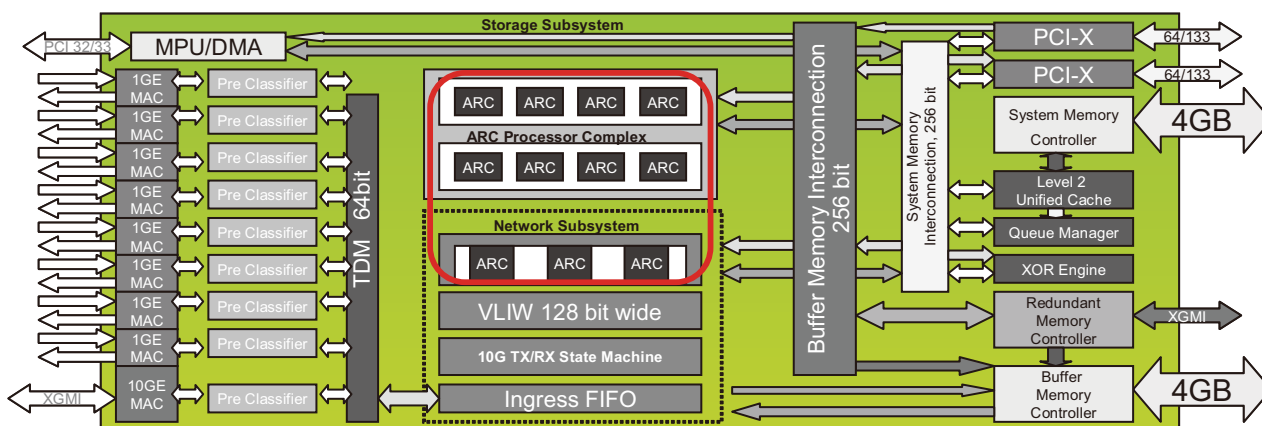 Storage Subsystem
PCI 32/33
MPU/DMA
1GE
MAC
Pre Classifier
1GE
MAC
Pre Classifier
1GE
MAC
Pre Classifier
1GE
MAC
Pre Classifier
1GE
MAC
Pre Classifier
1GE
MAC
Pre Classifier
1GE
MAC
Pre Classifier
1GE
MAC
Pre Classifier
XGMI
10GE
MAC
Pre Classifier
TDM 64bit
ARC ARC ARC ARC
ARC Processor Complex
ARC ARC ARC ARC
Network Subsystem
ARC ARC ARC
VLIW 128 bit wide
10G TX/RX State Machine
Ingress FIFO
Buffer Memory Interconnection
256 bit
System Memory
Interconnection, 256 bit
PCI-X
64/133
PCI-X
64/133
System Memory
Controller
4GB
Level 2
Unified Cache
Queue Manager
XOR Engine
Redundant
Memory
Controller
XGMI
Buffer
Memory
Controller
4GB